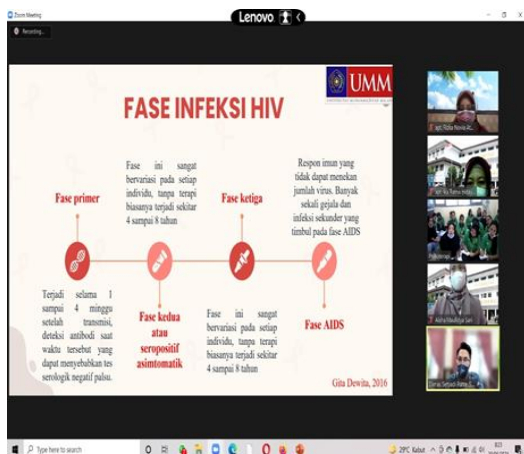 Zoom Meeting
Lenovo
Recording...
UMM
FASE INFEKSI HIV
Fase ini sangat
bervariasi pada setiap
individu, tanpa terapi
biasanya terjadi sekitar
4 sampai 8 tahun
Respon imun yang
tidak dapat menekan
jumlah virus. Banyak
sekali gejala dan
infeksi sekunder yang
timbul pada fase AIDS
Fase primer
Fase ketiga
Terjadi selama 1
sampai 4 minggu
setelah transmisi,
deteksi antibodi saat
waktu tersebut yang
dapat menyebabkan tes
serologik negatif palsu.
Fase kedua
atau
seropositif
asimtomatik
Fase ini sangat
bervariasi pada setiap
individu, tanpa terapi
biasanya terjadi sekitar
4 sampai 8 tahun
Fase AIDS
Gita Dewita, 2016
Type here to search
29°C Kabut